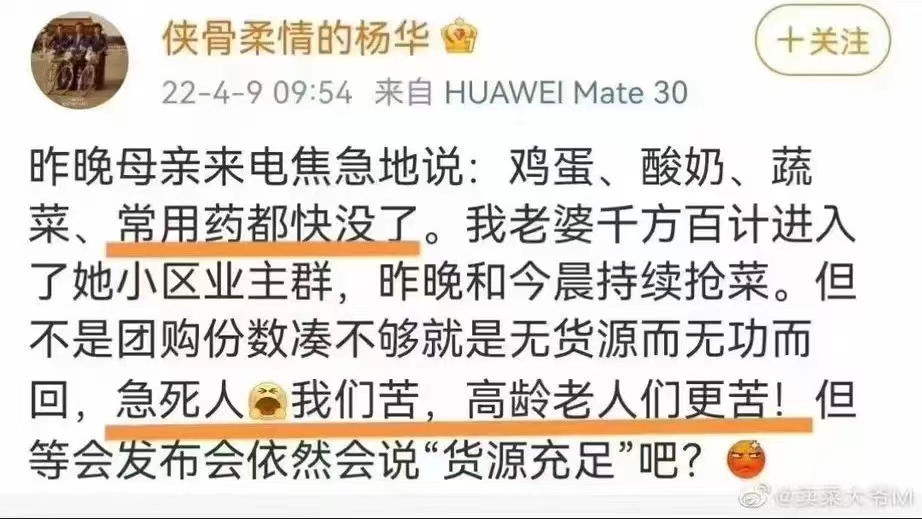 侠骨柔情的杨华
+关注
22-4-9 09:54 来自 HUAWEI Mate 30
昨晚母亲来电焦急地说：鸡蛋、酸奶、蔬
菜、常用药都快没了。我老婆千方百计进入
了她小区业主群，昨晚和今晨持续抢菜。但
不是团购份数凑不够就是无货源而无功而
回，急死人😫我们苦，高龄老人们更苦！但
等会发布会依然会说“货源充足”吧？😡